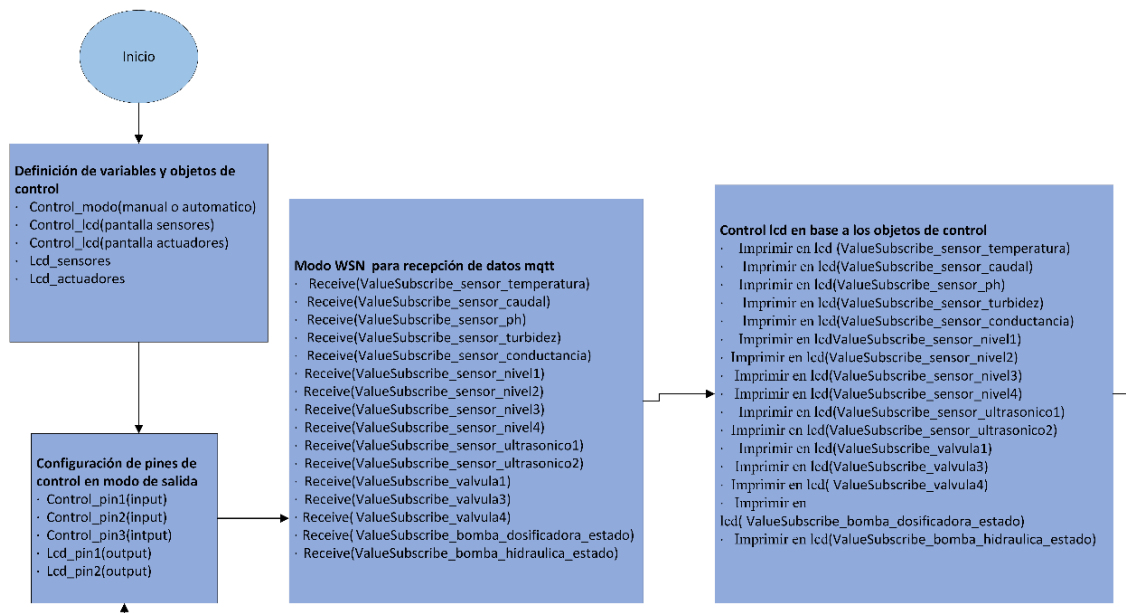 Inicio
Definición de variables y objetos de
control
· Control_modo(manual o automatico)
· Control_lcd(pantalla sensores)
· Control_lcd(pantalla actuadores)
· Lcd_sensores
· Lcd_actuadores
Configuración de pines de
control en modo de salida
· Control_pin1(input)
· Control_pin2(input)
· Control_pin3(intput)
· Lcd_pin1(output)
· Lcd_pin2(output)
Modo WSN para recepción de datos mqtt
· Receive(ValueSubscribe_sensor_temperatura)
· Receive(ValueSubscribe_sensor_caudal)
· Receive(ValueSubscribe_sensor_ph)
· Receive(ValueSubscribe_sensor_turbidez)
· Receive(ValueSubscribe_sensor_conductancia)
· Receive(ValueSubscribe_sensor_nivel1)
· Receive(ValueSubscribe_sensor_nivel2)
· Receive(ValueSubscribe_sensor_nivel3)
· Receive(ValueSubscribe_sensor_nivel4)
· Receive(ValueSubscribe_sensor_ultrasonico1)
· Receive(ValueSubscribe_sensor_ultrasonico2)
· Receive(ValueSubscribe_valvula1)
· Receive(ValueSubscribe_valvula3)
· Receive( ValueSubscribe_valvula4)
· Receive( ValueSubscribe_bomba_dosificadora_estado)
· Receive(ValueSubscribe_bomba_hidraulica_estado)
Control lcd en base a los objetos de control
· Imprimir en lcd (ValueSubscribe_sensor_temperatura)
· Imprimir en lcd(ValueSubscribe_sensor_caudal)
· Imprimir en lcd(ValueSubscribe_sensor_ph)
· Imprimir en lcd(ValueSubscribe_sensor_turbidez)
· Imprimir en lcd(ValueSubscribe_sensor_conductancia)
· Imprimir en lcdValueSubscribe_sensor_nivel1)
· Imprimir en lcd(ValueSubscribe_sensor_nivel2)
· Imprimir en lcd(ValueSubscribe_sensor_nivel3)
· Imprimir en lcd(ValueSubscribe_sensor_nivel4)
· Imprimir en lcd(ValueSubscribe_sensor_ultrasonico1)
· Imprimir en lcd(ValueSubscribe_sensor_ultrasonico2)
· Imprimir en lcd(ValueSubscribe_valvula1)
· Imprimir en lcd(ValueSubscribe_valvula3)
· Imprimir en lcd( ValueSubscribe_valvula4)
· Imprimir en
lcd( ValueSubscribe_bomba_dosificadora_estado)
· Imprimir en lcd(ValueSubscribe_bomba_hidraulica_estado)